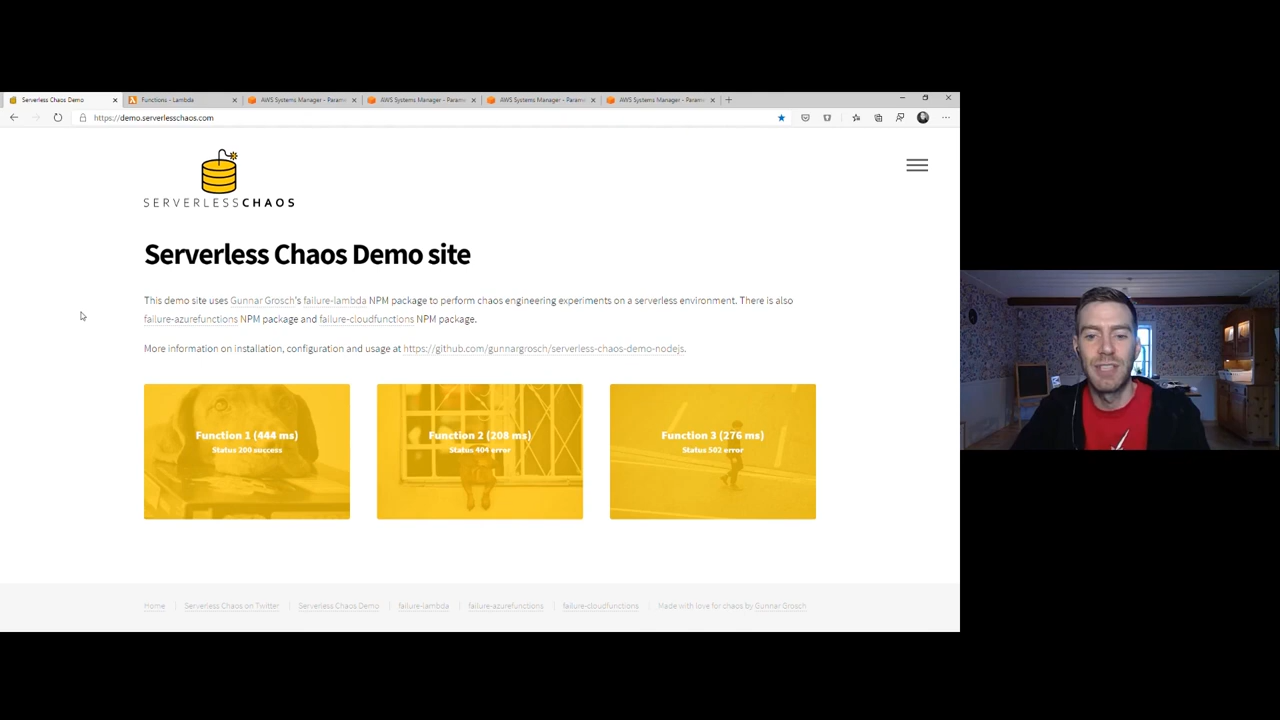 Serverless Chaos Demo
Functions - Lambda
AWS Systems Manager - Parame
AWS Systems Manager - Parame
AWS Systems Manager - Parame
AWS Systems Manager - Parame
https://demo.serverlesschaos.com
SERVERLESSCHAOS
Serverless Chaos Demo site
This demo site uses Gunnar Grosch's failure-lambda NPM package to perform chaos engineering experiments on a serverless environment. There is also
failure-azurefunctions NPM package and failure-cloudfunctions NPM package.
More information on installation, configuration and usage at https://github.com/gunnargrosch/serverless-chaos-demo-nodejs.
Function 1 (444 ms)
Status 200 success
Function 2 (208 ms)
Status 404 error
Function 3 (276 ms)
Status 502 error
Home
Serverless Chaos on Twitter
Serverless Chaos Demo
failure-lambda
failure-azurefunctions
failure-cloudfunctions
Made with love for chaos by Gunnar Grosch